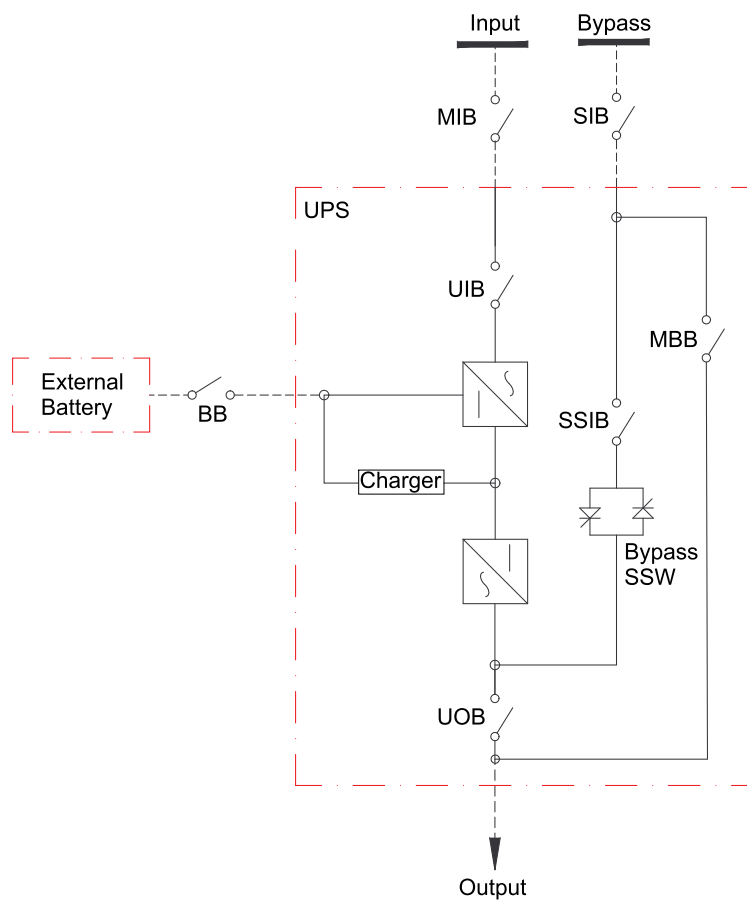 Input
Bypass
MIB
SIB
UPS
UIB
MBB
External
Battery
BB
SSIB
Charger
Bypass
SSW
UOB
Output